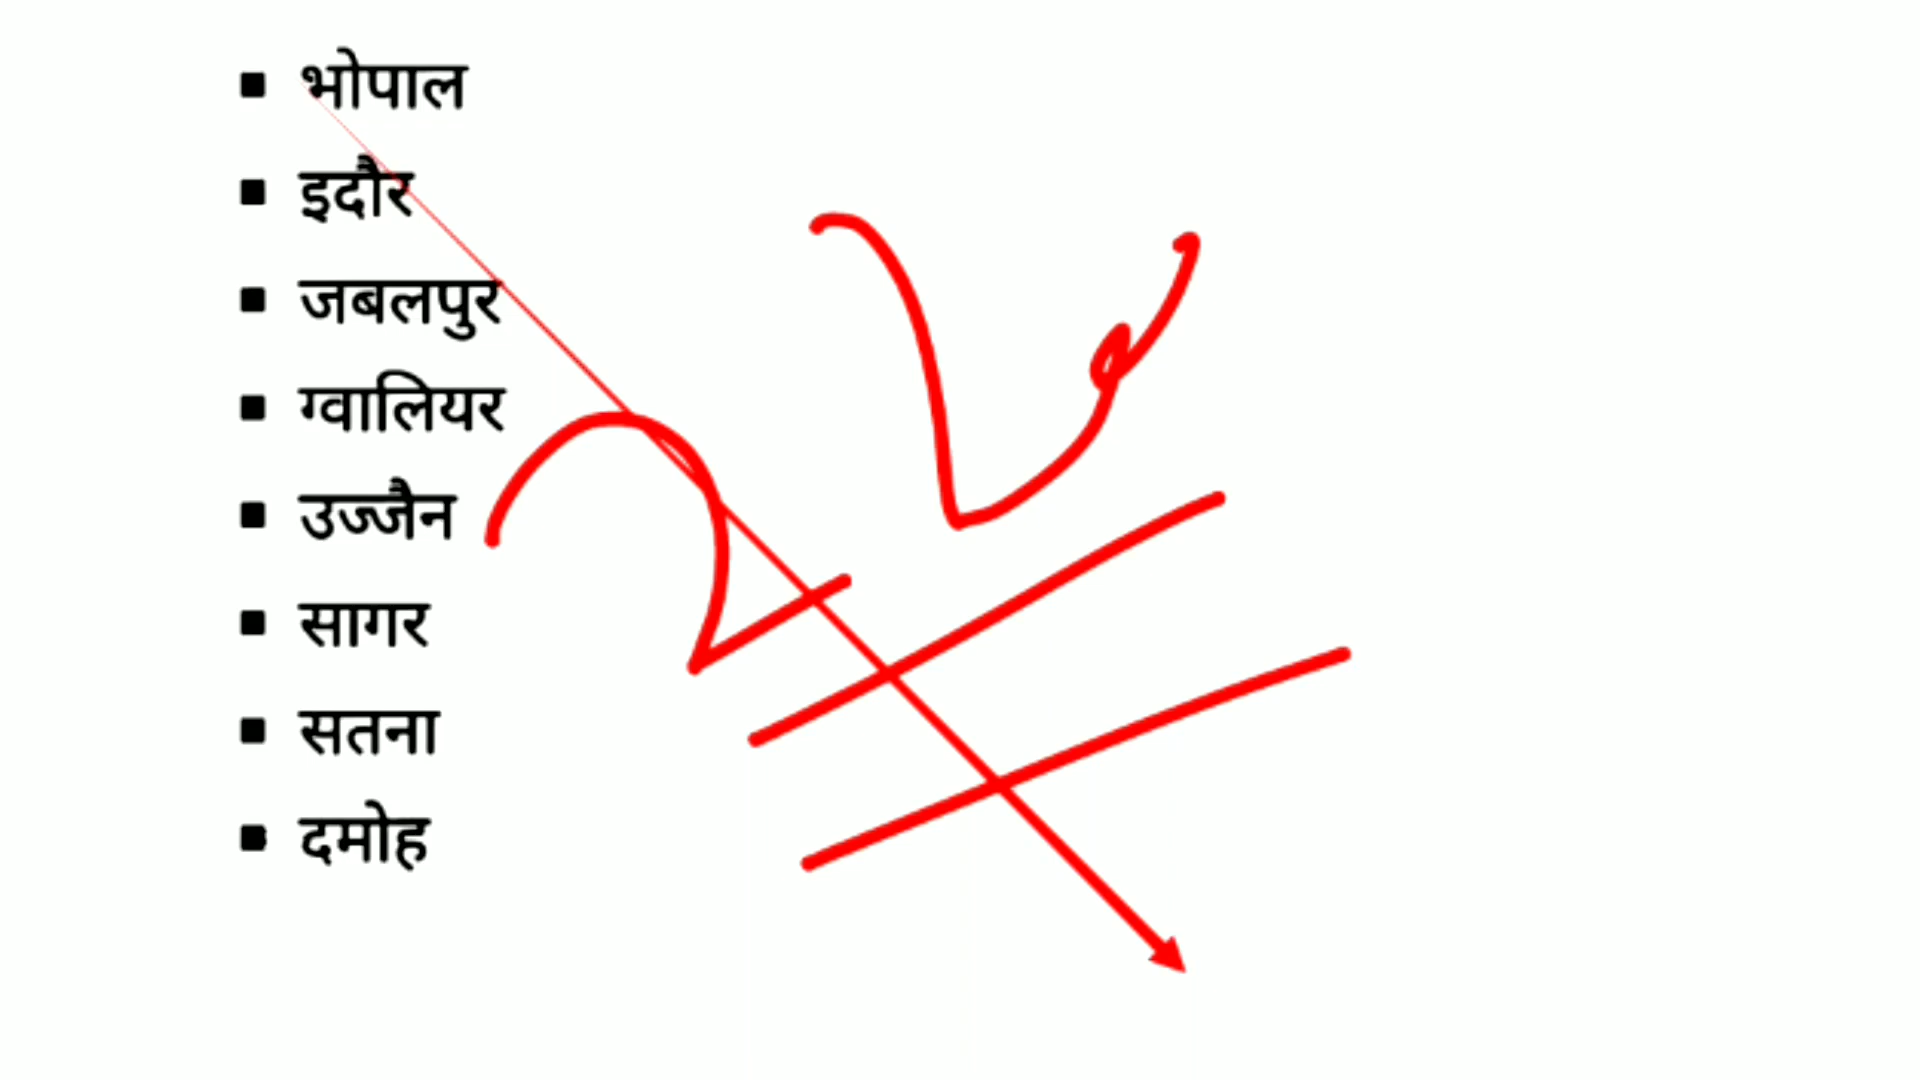 ▪ भोपाल
▪ इदौर
▪ जबलपुर
▪ ग्वालियर
▪ उज्जैन
▪ सागर
▪ सतना
▪ दमोह